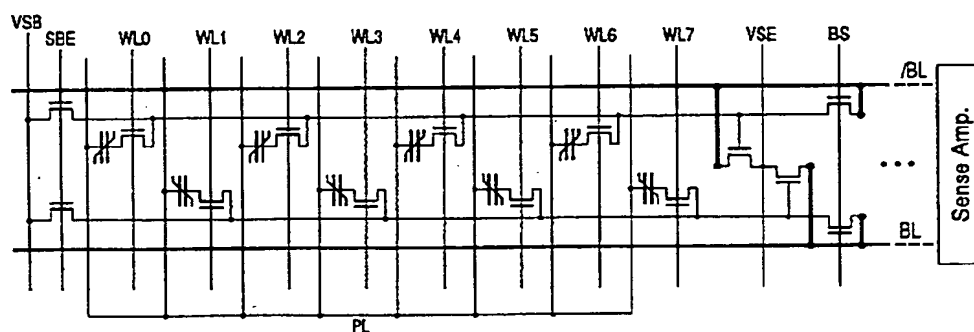 VSB
SBE
WL0
WL1
WL2
WL3
WL4
WL5
WL6
WL7
VSE
BS
/BL
Sense Amp.
BL
PL